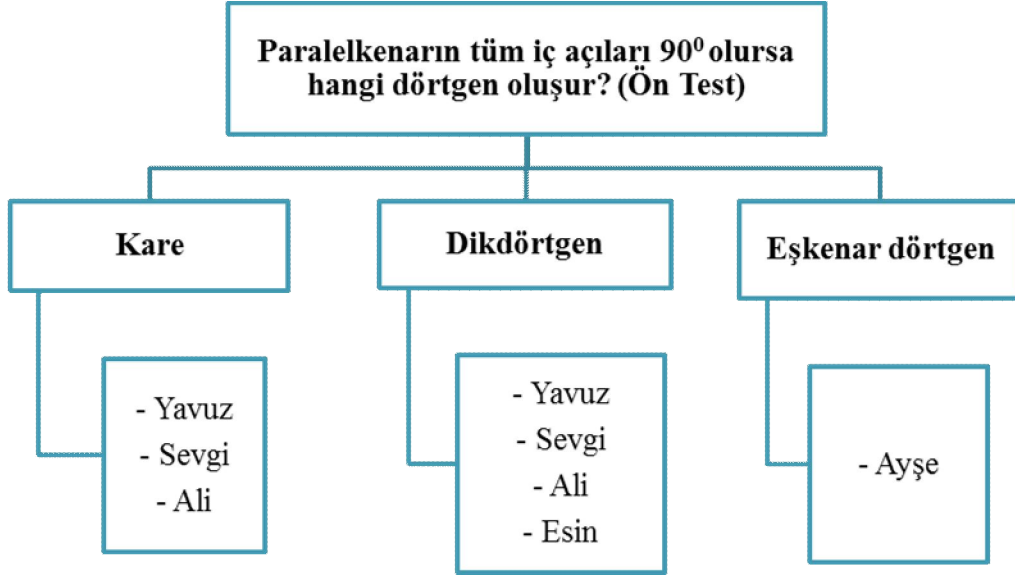 Paralelkenarın tüm iç açıları 90⁰ olursa
hangi dörtgen oluşur? (Ön Test)
Kare
Dikdörtgen
Eşkenar dörtgen
- Yavuz
- Sevgi
- Ali
- Yavuz
- Sevgi
- Ali
- Esin
- Ayşe